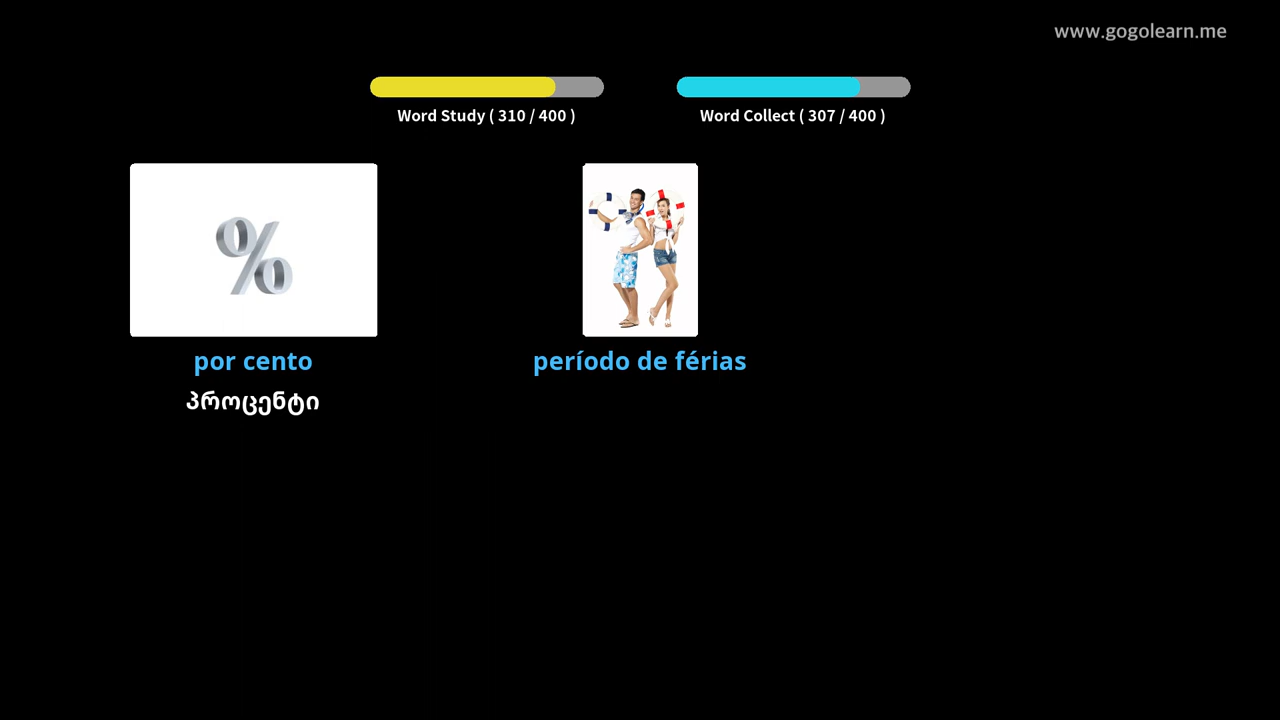 www.gogolearn.me
Word Study ( 310 / 400 )
Word Collect ( 307 / 400 )
%
por cento
პროცენტი
período de férias